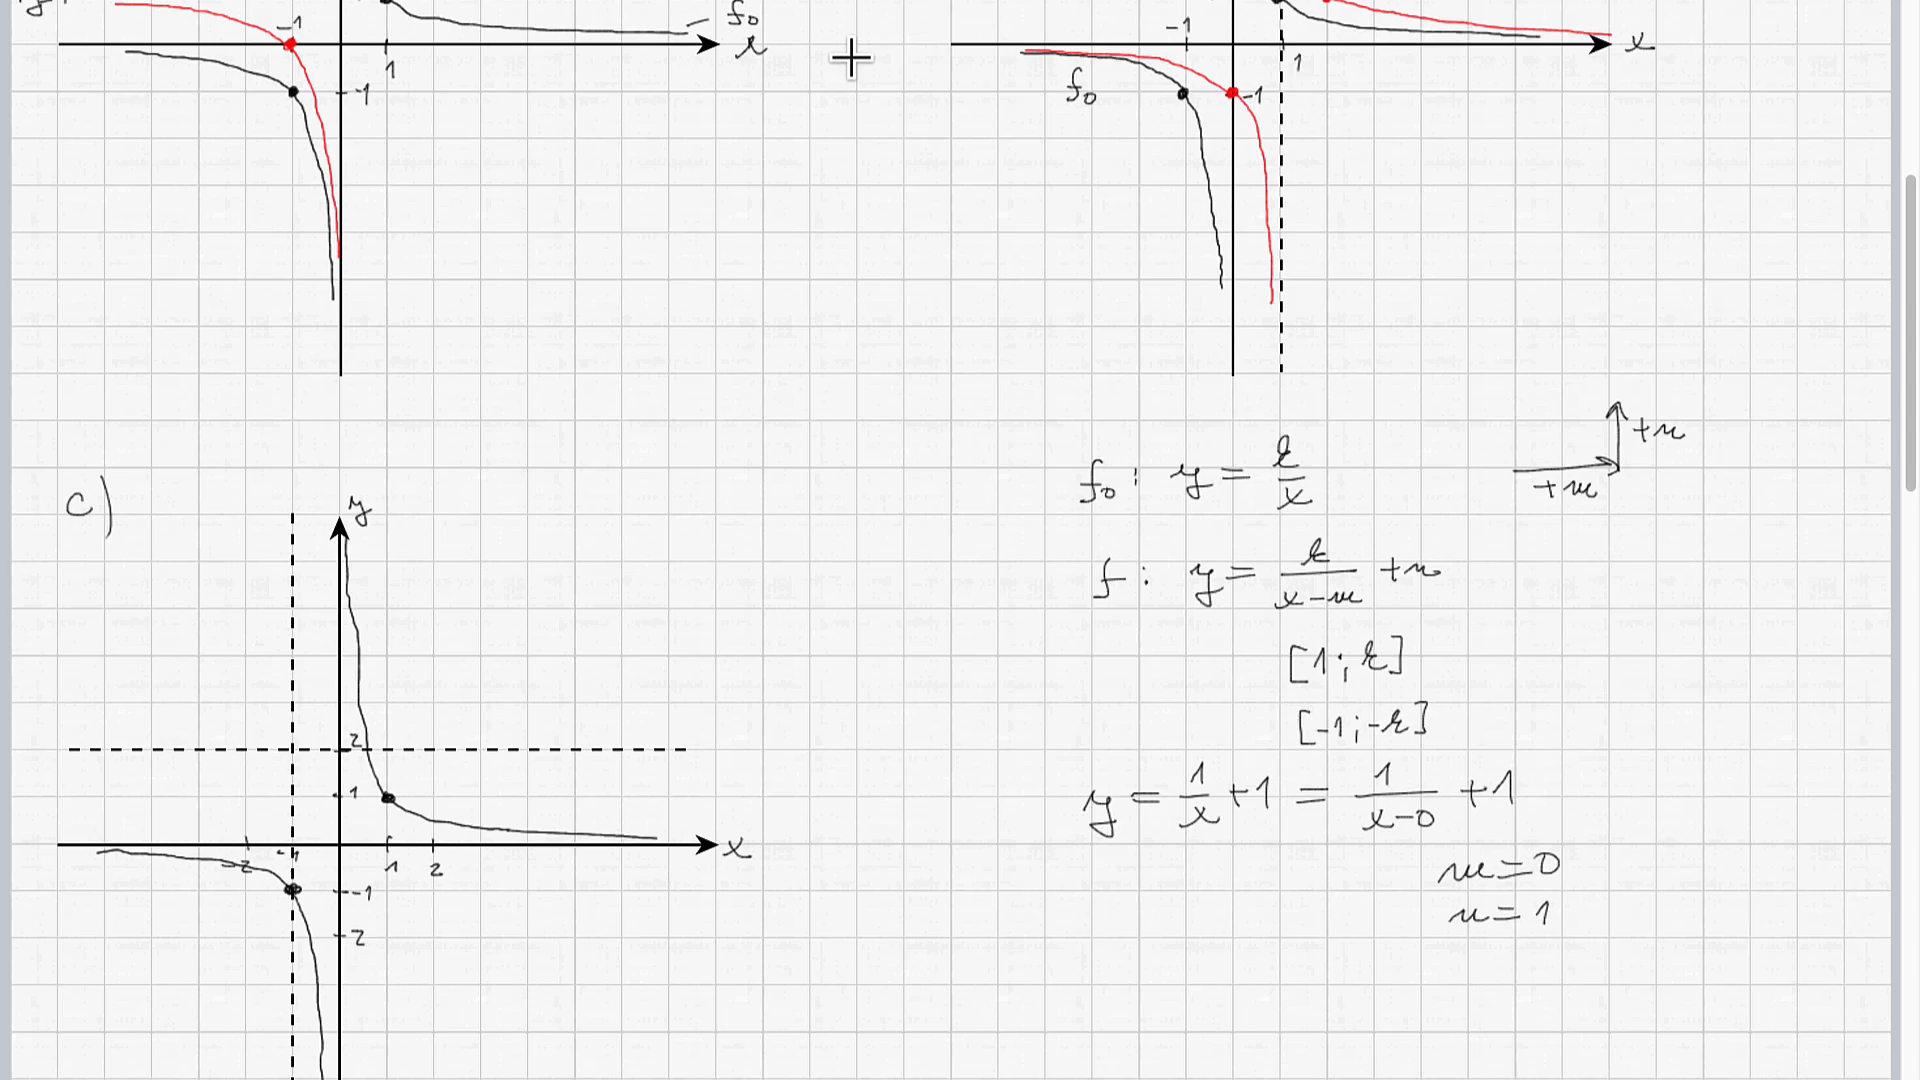 -1
f₀
x
1
-1
-1
x
1
f₀
-1
+n
+m
f₀: y = k/x
f: y = k/(x-m) +n
[1; k]
[-1; -k]
y = 1/x +1 = 1/(x-0) +1
m = 0
n = 1
c)
y
2
1
-2
-1
1
2
x
-1
-2